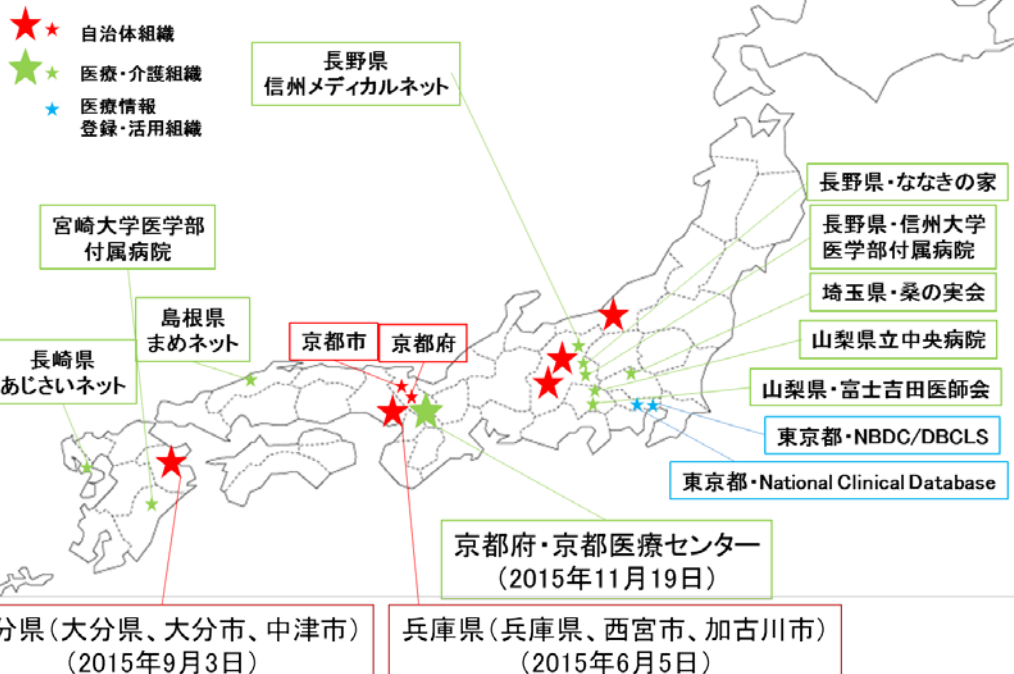 自治体組織
医療・介護組織
医療情報
登録・活用組織
長野県
信州メディカルネット
長野県・ななきの家
長野県・信州大学
医学部付属病院
埼玉県・桑の実会
山梨県立中央病院
山梨県・富士吉田医師会
東京都・NBDC/DBCLS
東京都・National Clinical Database
宮崎大学医学部
付属病院
島根県
まめネット
京都市
京都府
長崎県
あじさいネット
京都府・京都医療センター
（2015年11月19日）
分県（大分県、大分市、中津市）
（2015年9月3日）
兵庫県（兵庫県、西宮市、加古川市）
（2015年6月5日）